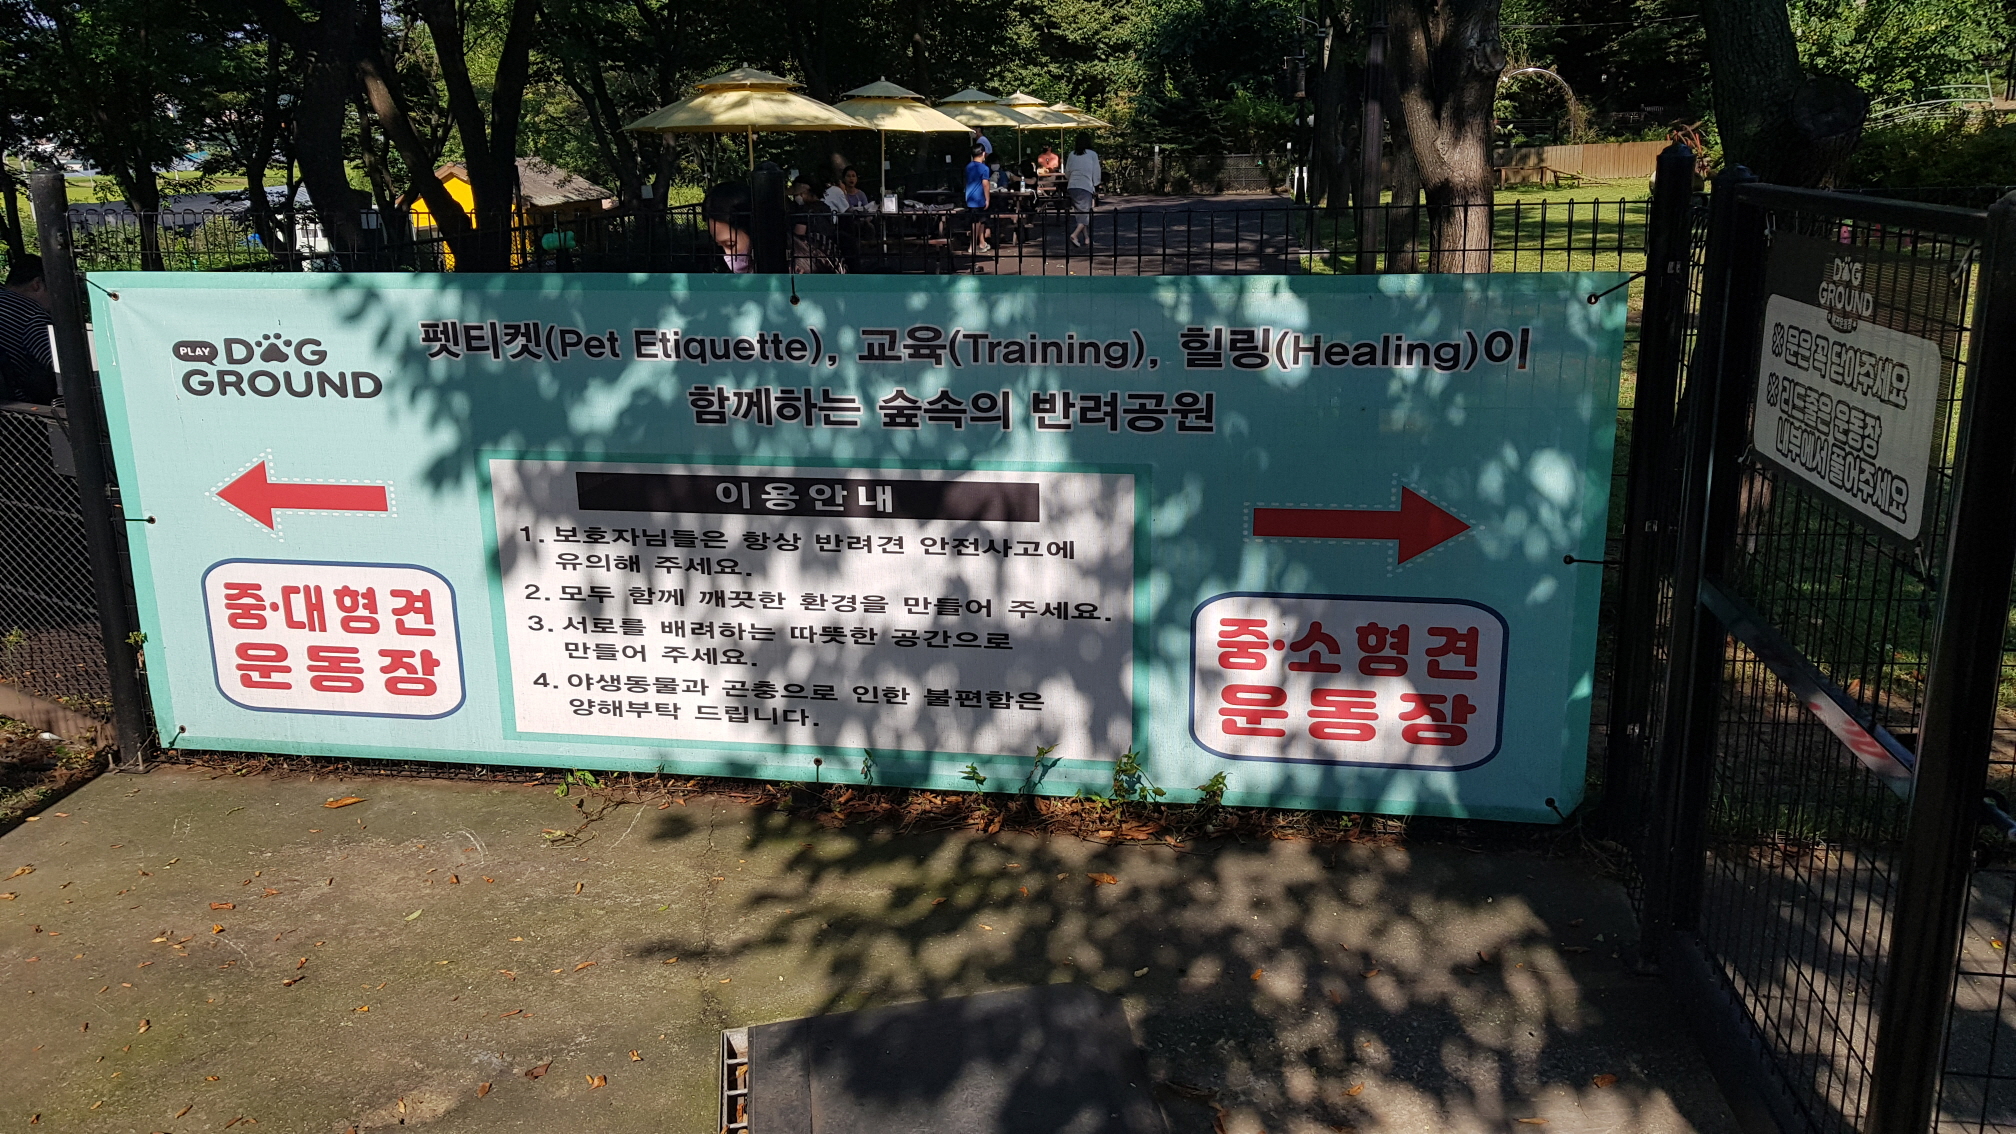 PLAY DOG
GROUND
펫티켓(Pet Etiquette), 교육(Training), 힐링(Healing)이
함께하는 숲속의 반려공원
이용안내
1. 보호자님들은 항상 반려견 안전사고에
유의해 주세요.
2. 모두 함께 깨끗한 환경을 만들어 주세요.
3. 서로를 배려하는 따뜻한 공간으로
만들어 주세요.
4. 야생동물과 곤충으로 인한 불편함은
양해부탁 드립니다.
중·대형견
운동장
중·소형견
운동장
DOG
GROUND
※ 문은 꼭 닫아주세요
※ 리드줄은 운동장
내부에서 풀어주세요